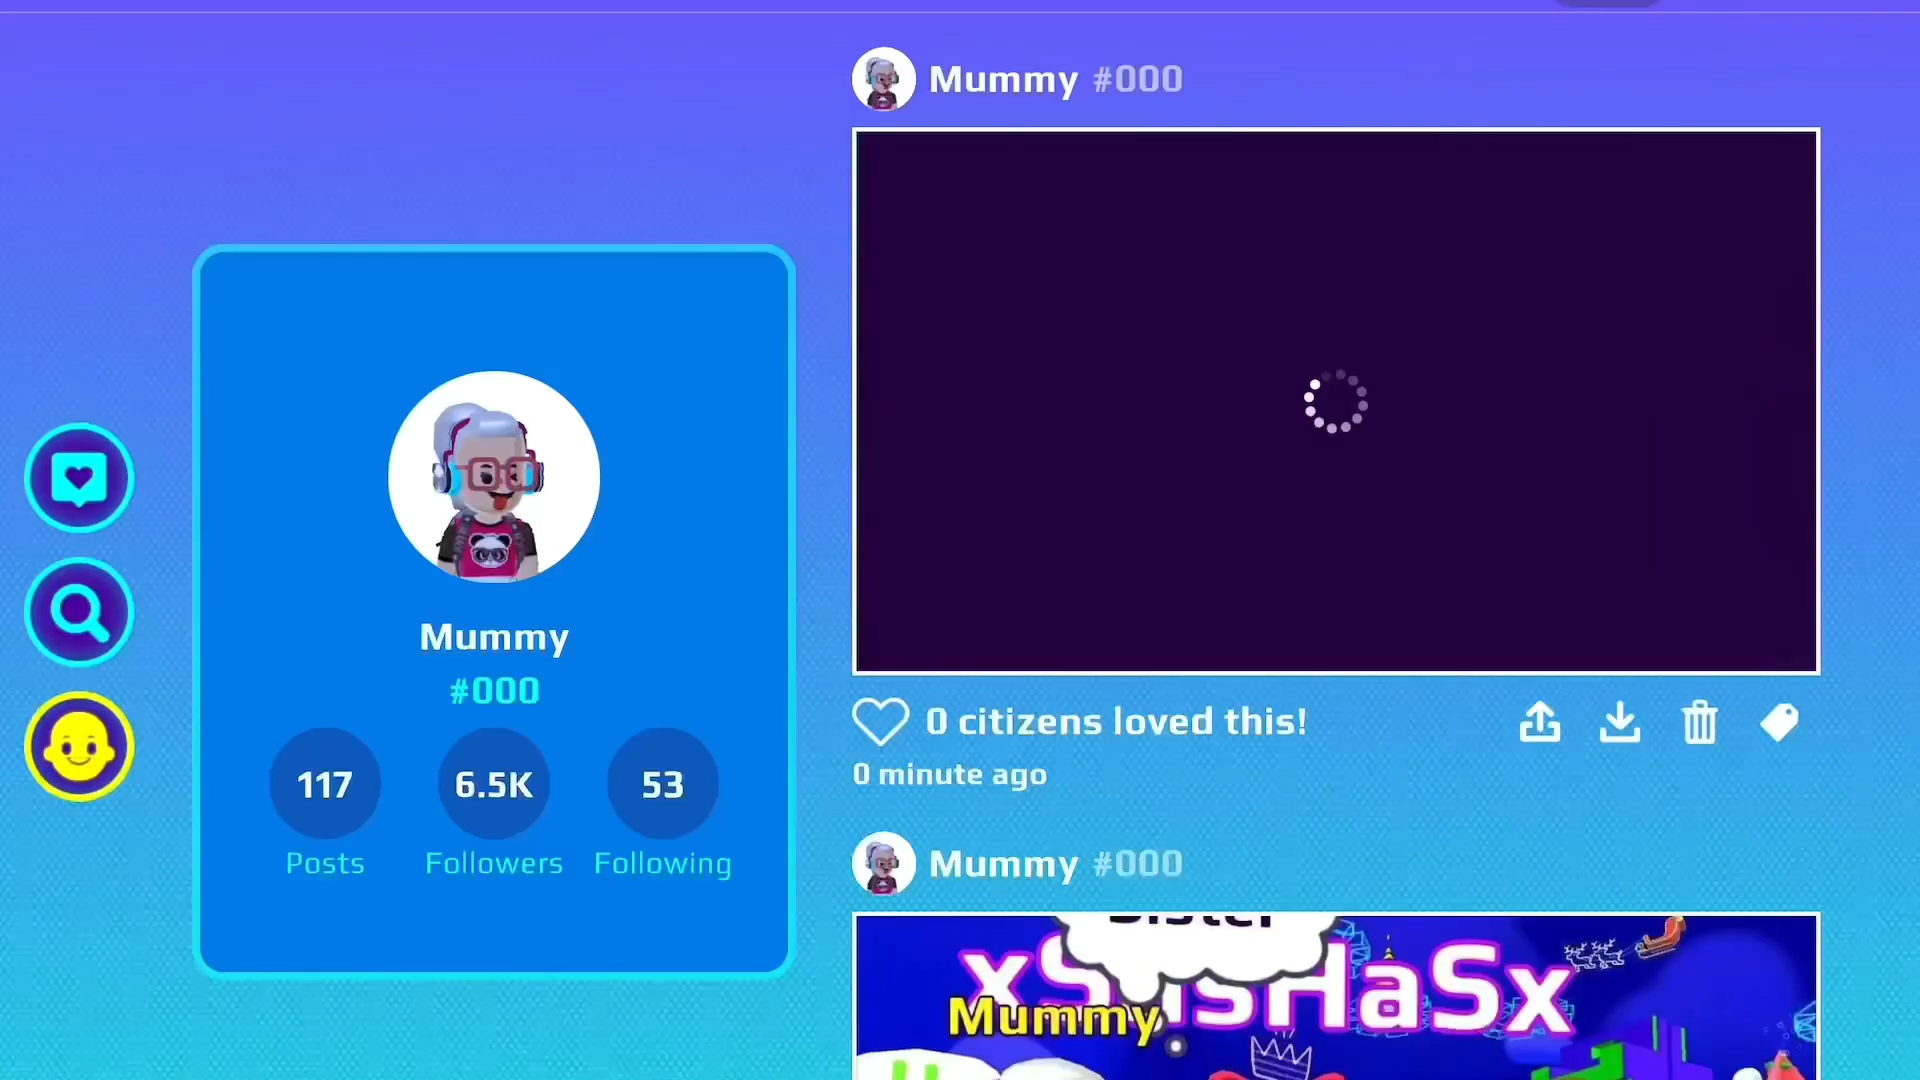 Mummy #000
Mummy
#000
117
6.5K
53
Posts
Followers
Following
0 citizens loved this!
0 minute ago
Mummy #000
Sister
Mummy